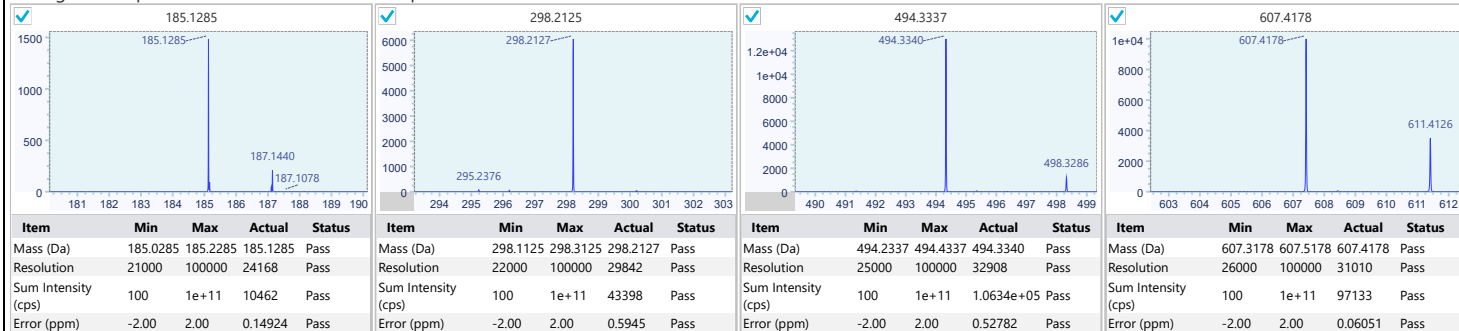 185.1285
298.2125
494.3337
607.4178
1500
1000
500
0
185.1285
187.1440
187.1078
181 182 183 184 185 186 187 188 189 190
6000
5000
4000
3000
2000
1000
0
298.2127
295.2376
294 295 296 297 298 299 300 301 302 303
1.2e+04
1e+04
8000
6000
4000
2000
0
494.3340
498.3286
490 491 492 493 494 495 496 497 498 499
1e+04
8000
6000
4000
2000
0
607.4178
611.4126
603 604 605 606 607 608 609 610 611 612
Item Min Max Actual Status
Mass (Da) 185.0285 185.2285 185.1285 Pass
Resolution 21000 100000 24168 Pass
Sum Intensity (cps) 100 1e+11 10462 Pass
Error (ppm) -2.00 2.00 0.14924 Pass
Item Min Max Actual Status
Mass (Da) 298.1125 298.3125 298.2127 Pass
Resolution 22000 100000 29842 Pass
Sum Intensity (cps) 100 1e+11 43398 Pass
Error (ppm) -2.00 2.00 0.5945 Pass
Item Min Max Actual Status
Mass (Da) 494.2337 494.4337 494.3340 Pass
Resolution 25000 100000 32908 Pass
Sum Intensity (cps) 100 1e+11 1.0634e+05 Pass
Error (ppm) -2.00 2.00 0.52782 Pass
Item Min Max Actual Status
Mass (Da) 607.3178 607.5178 607.4178 Pass
Resolution 26000 100000 31010 Pass
Sum Intensity (cps) 100 1e+11 97133 Pass
Error (ppm) -2.00 2.00 0.06051 Pass